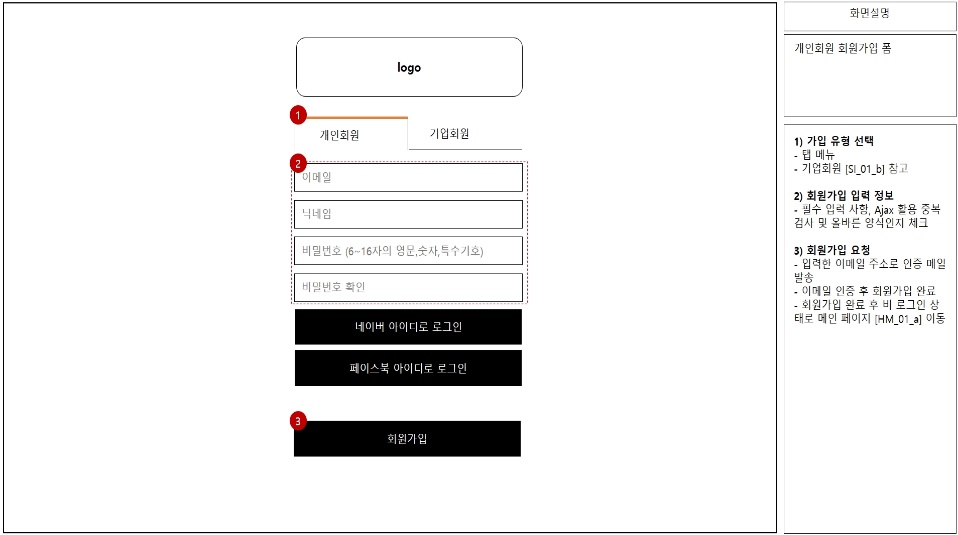 logo
1
개인회원
기업회원
2
이메일
닉네임
비밀번호 (6~16자의 영문,숫자,특수기호)
비밀번호 확인
네이버 아이디로 로그인
페이스북 아이디로 로그인
3
회원가입
화면설명
개인회원 회원가입 폼
1) 가입 유형 선택
- 탭 메뉴
- 기업회원 [SI_01_b] 참고
2) 회원가입 입력 정보
- 필수 입력 사항, Ajax 활용 중복
검사 및 올바른 양식인지 체크
3) 회원가입 요청
- 입력한 이메일 주소로 인증 메일
발송
- 이메일 인증 후 회원가입 완료
- 회원가입 완료 후 비 로그인 상
태로 메인 페이지 [HM_01_a] 이동